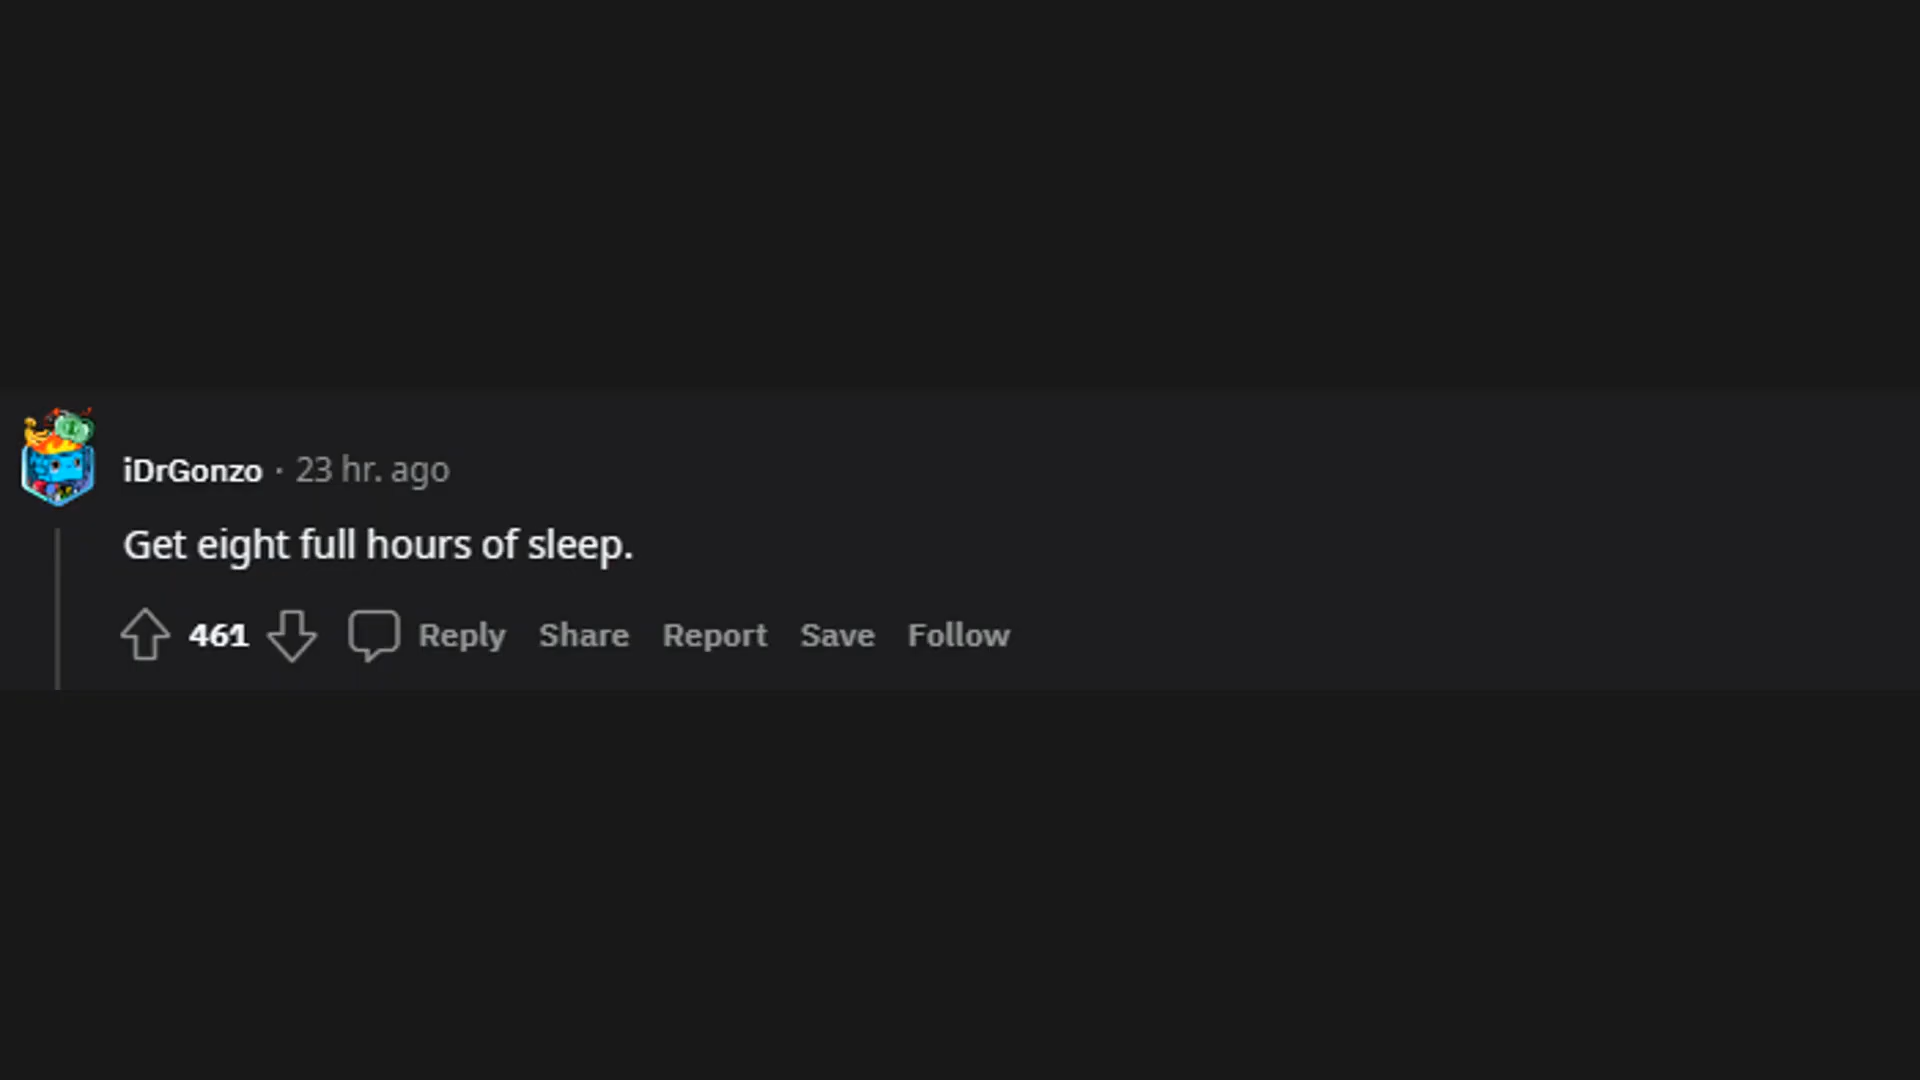 iDrGonzo · 23 hr. ago
Get eight full hours of sleep.
461 Reply Share Report Save Follow